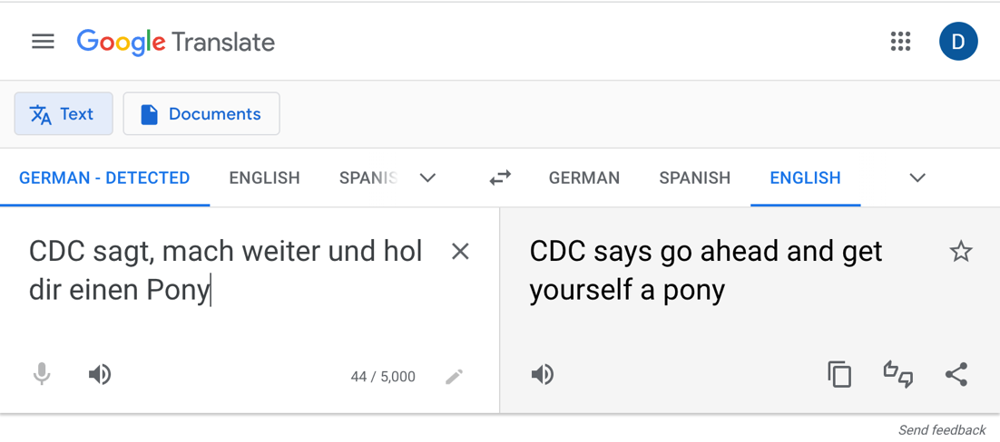 Google Translate
D
Text
Documents
GERMAN - DETECTED
ENGLISH
SPANIS
GERMAN
SPANISH
ENGLISH
CDC sagt, mach weiter und hol
dir einen Pony
44 / 5,000
CDC says go ahead and get
yourself a pony
Send feedback